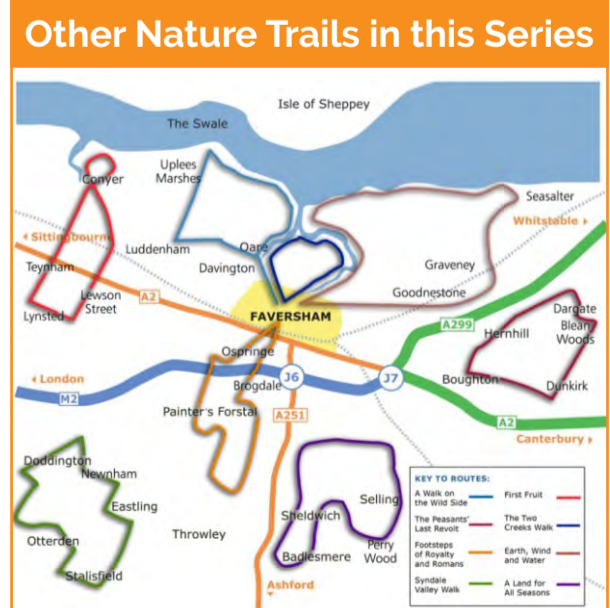 Other Nature Trails in this Series
Isle of Sheppey
The Swale
Uplees
Marshes
Conyer
Seasalter
Whitstable
Sittingbourne
Luddenham
Oare
Davington
Graveney
Goodnestone
Teynham
Lewson
Street
Lynsted
A2
FAVERSHAM
A299
Dargate
Blean
Woods
Hernhill
Ospringe
London
M2
Brogdale
J6
J7
Boughton
Dunkirk
Painter's Forstal
A251
A2
Canterbury
Doddington
Newnham
Eastling
Otterden
Stalisfield
Throwley
Sheldwich
Selling
Badlesmere
Perry
Wood
Ashford
KEY TO ROUTES:
A Walk on
the Wild Side
First Fruit
The Peasants'
Last Revolt
The Two
Creeks Walk
Footsteps
of Royalty
and Romans
Earth, Wind
and Water
Syndale
Valley Walk
A Land for
All Seasons